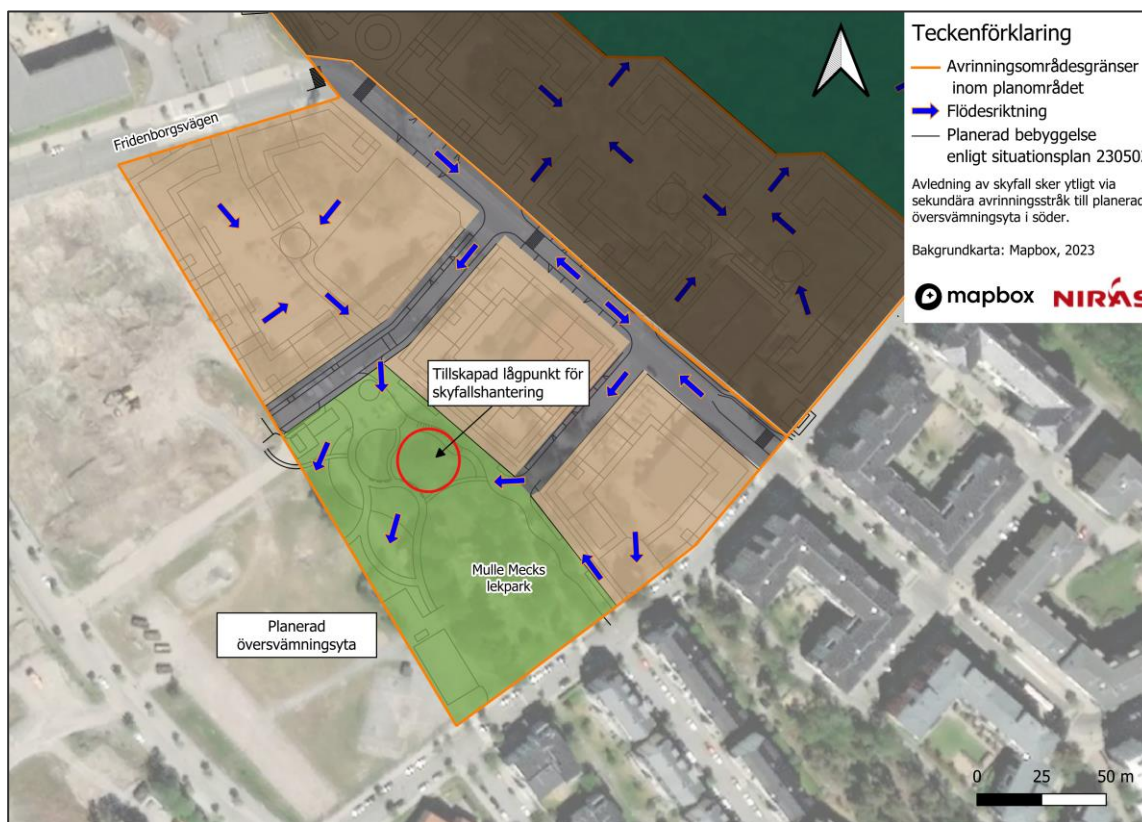 Teckenförklaring
Avrinningsområdesgränser
inom planområdet
Flödesriktning
Planerad bebyggelse
enligt situationsplan 230503
Avledning av skyfall sker ytligt via
sekundära avrinningsstråk till planerad
översvämningsyta i söder.
Bakgrundkarta: Mapbox, 2023
mapbox NIRAS
Fridenborgsvägen
Tillskapad lågpunkt för
skyfallshantering
Mulle Mecks
lekpark
Planerad
översvämningsyta
0 25 50 m